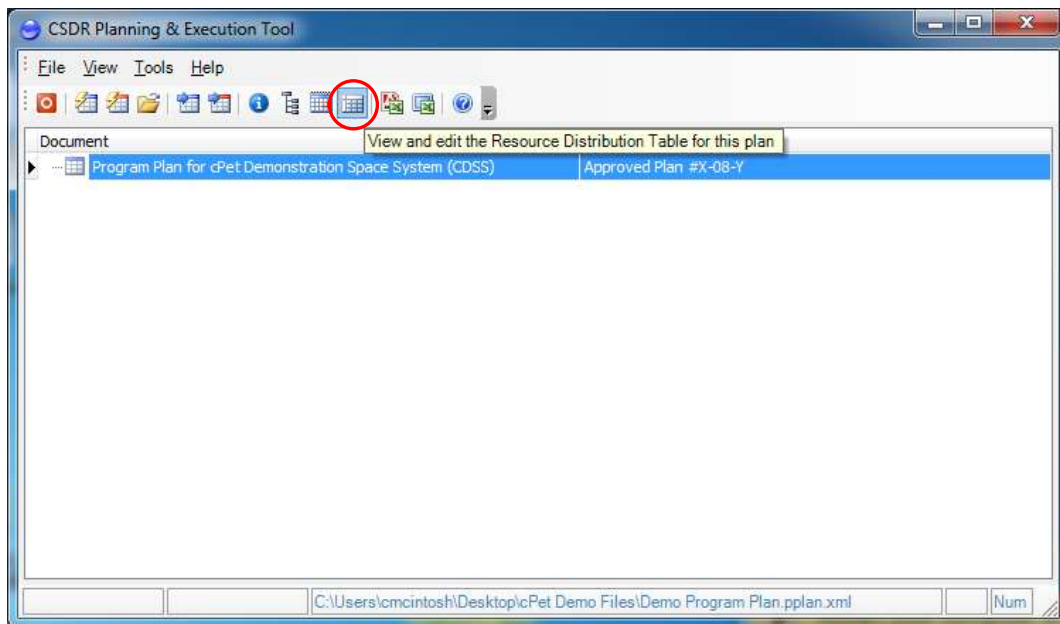 CSDR Planning & Execution Tool
File View Tools Help
Document
View and edit the Resource Distribution Table for this plan
Program Plan for cPet Demonstration Space System (CDSS) Approved Plan #X-08-Y
C:\Users\cmcintosh\Desktop\cPet Demo Files\Demo Program Plan.pplan.xml Num